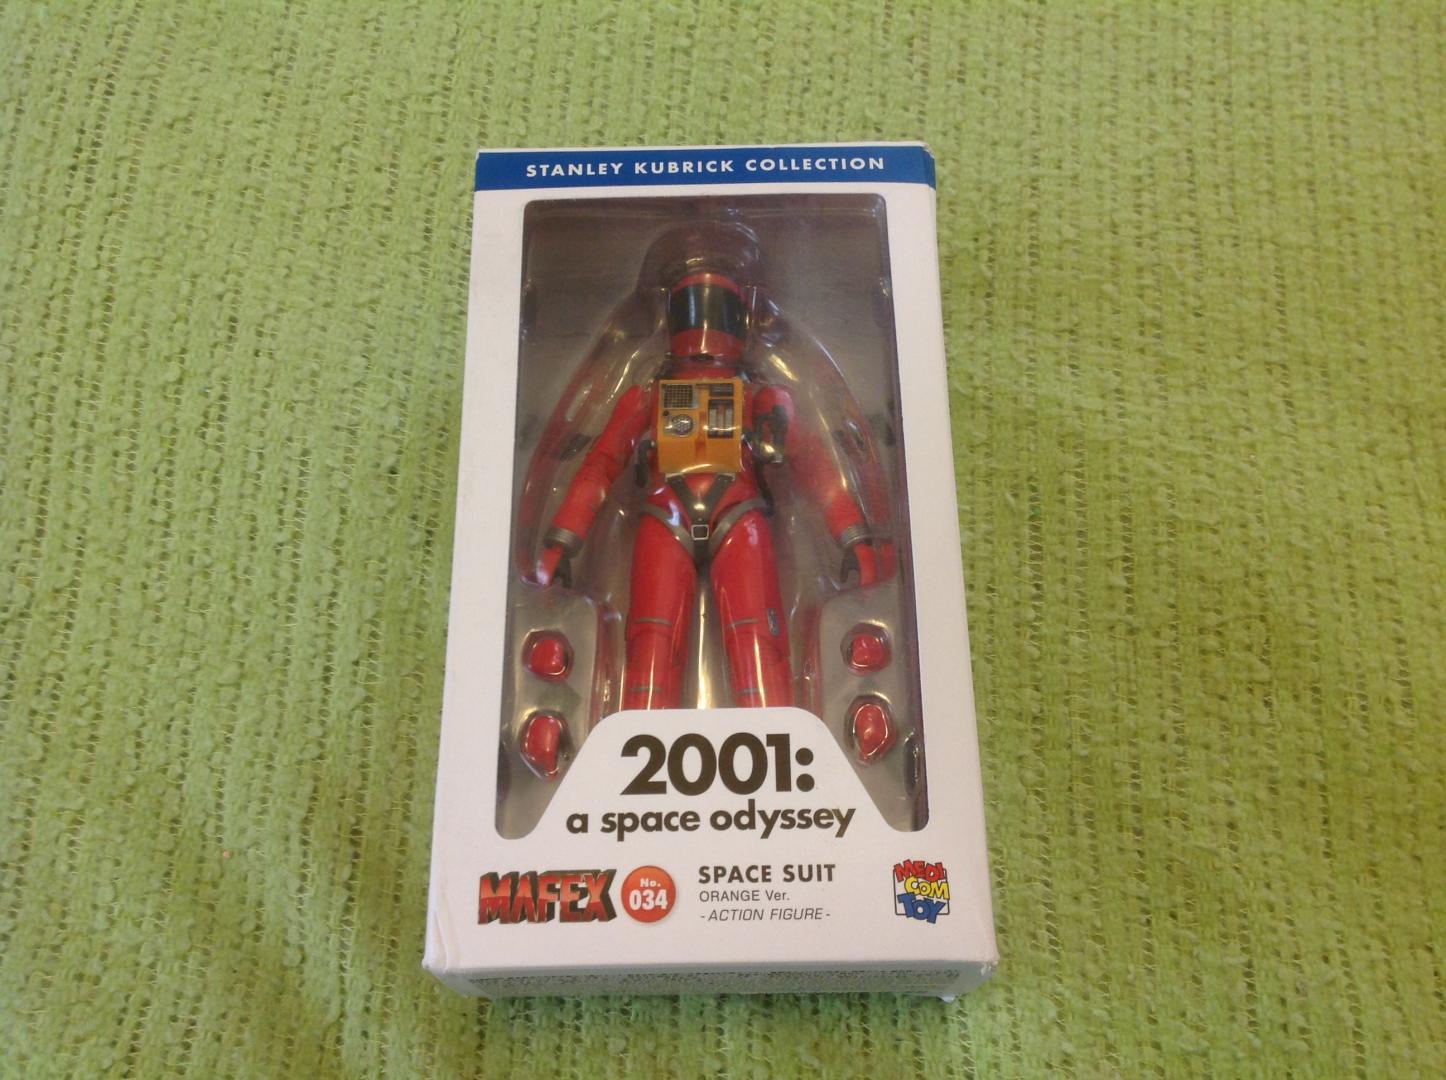 STANLEY KUBRICK COLLECTION
2001:
a space odyssey
MAFEX
No.
034
SPACE SUIT
ORANGE Ver.
- ACTION FIGURE -
MEDI
COM
TOY